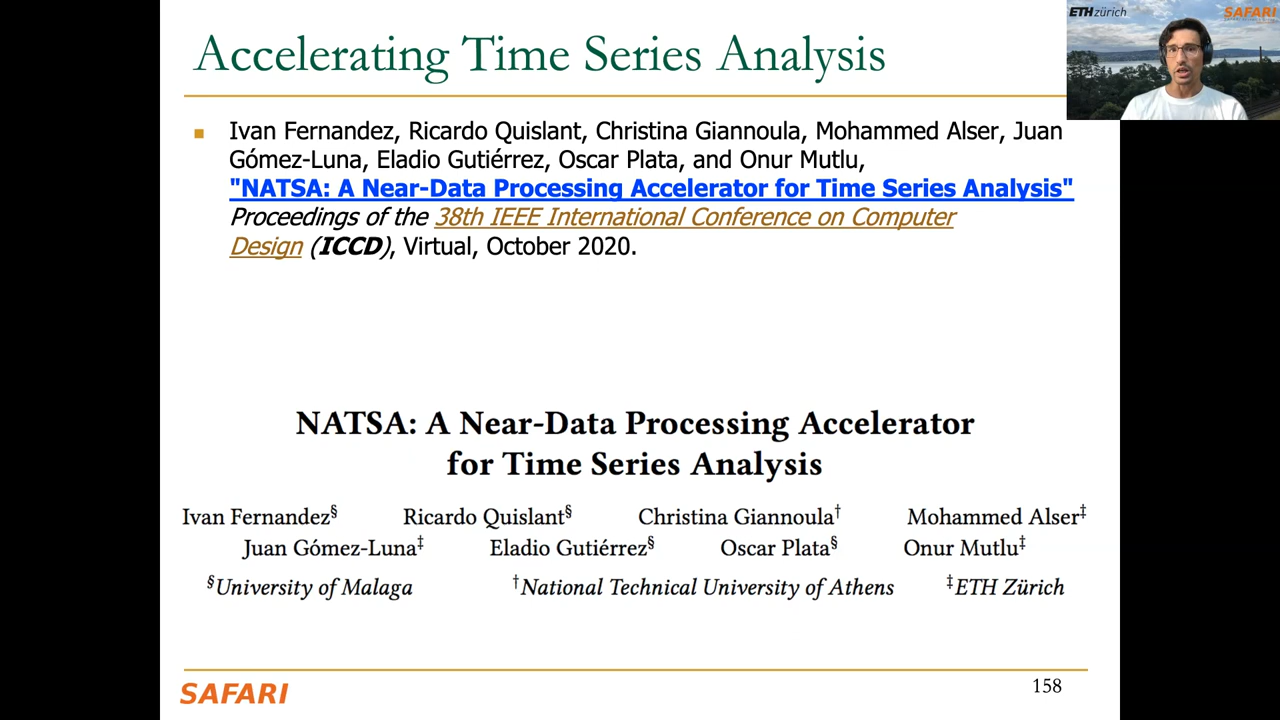 Accelerating Time Series Analysis
ETH zürich
SAFARI
Ivan Fernandez, Ricardo Quislant, Christina Giannoula, Mohammed Alser, Juan
Gómez-Luna, Eladio Gutiérrez, Oscar Plata, and Onur Mutlu,
"NATSA: A Near-Data Processing Accelerator for Time Series Analysis"
Proceedings of the 38th IEEE International Conference on Computer
Design (ICCD), Virtual, October 2020.
NATSA: A Near-Data Processing Accelerator
for Time Series Analysis
Ivan Fernandez§ Ricardo Quislant§ Christina Giannoula† Mohammed Alser‡
Juan Gómez-Luna‡ Eladio Gutiérrez§ Oscar Plata§ Onur Mutlu‡
§University of Malaga †National Technical University of Athens ‡ETH Zürich
SAFARI
158